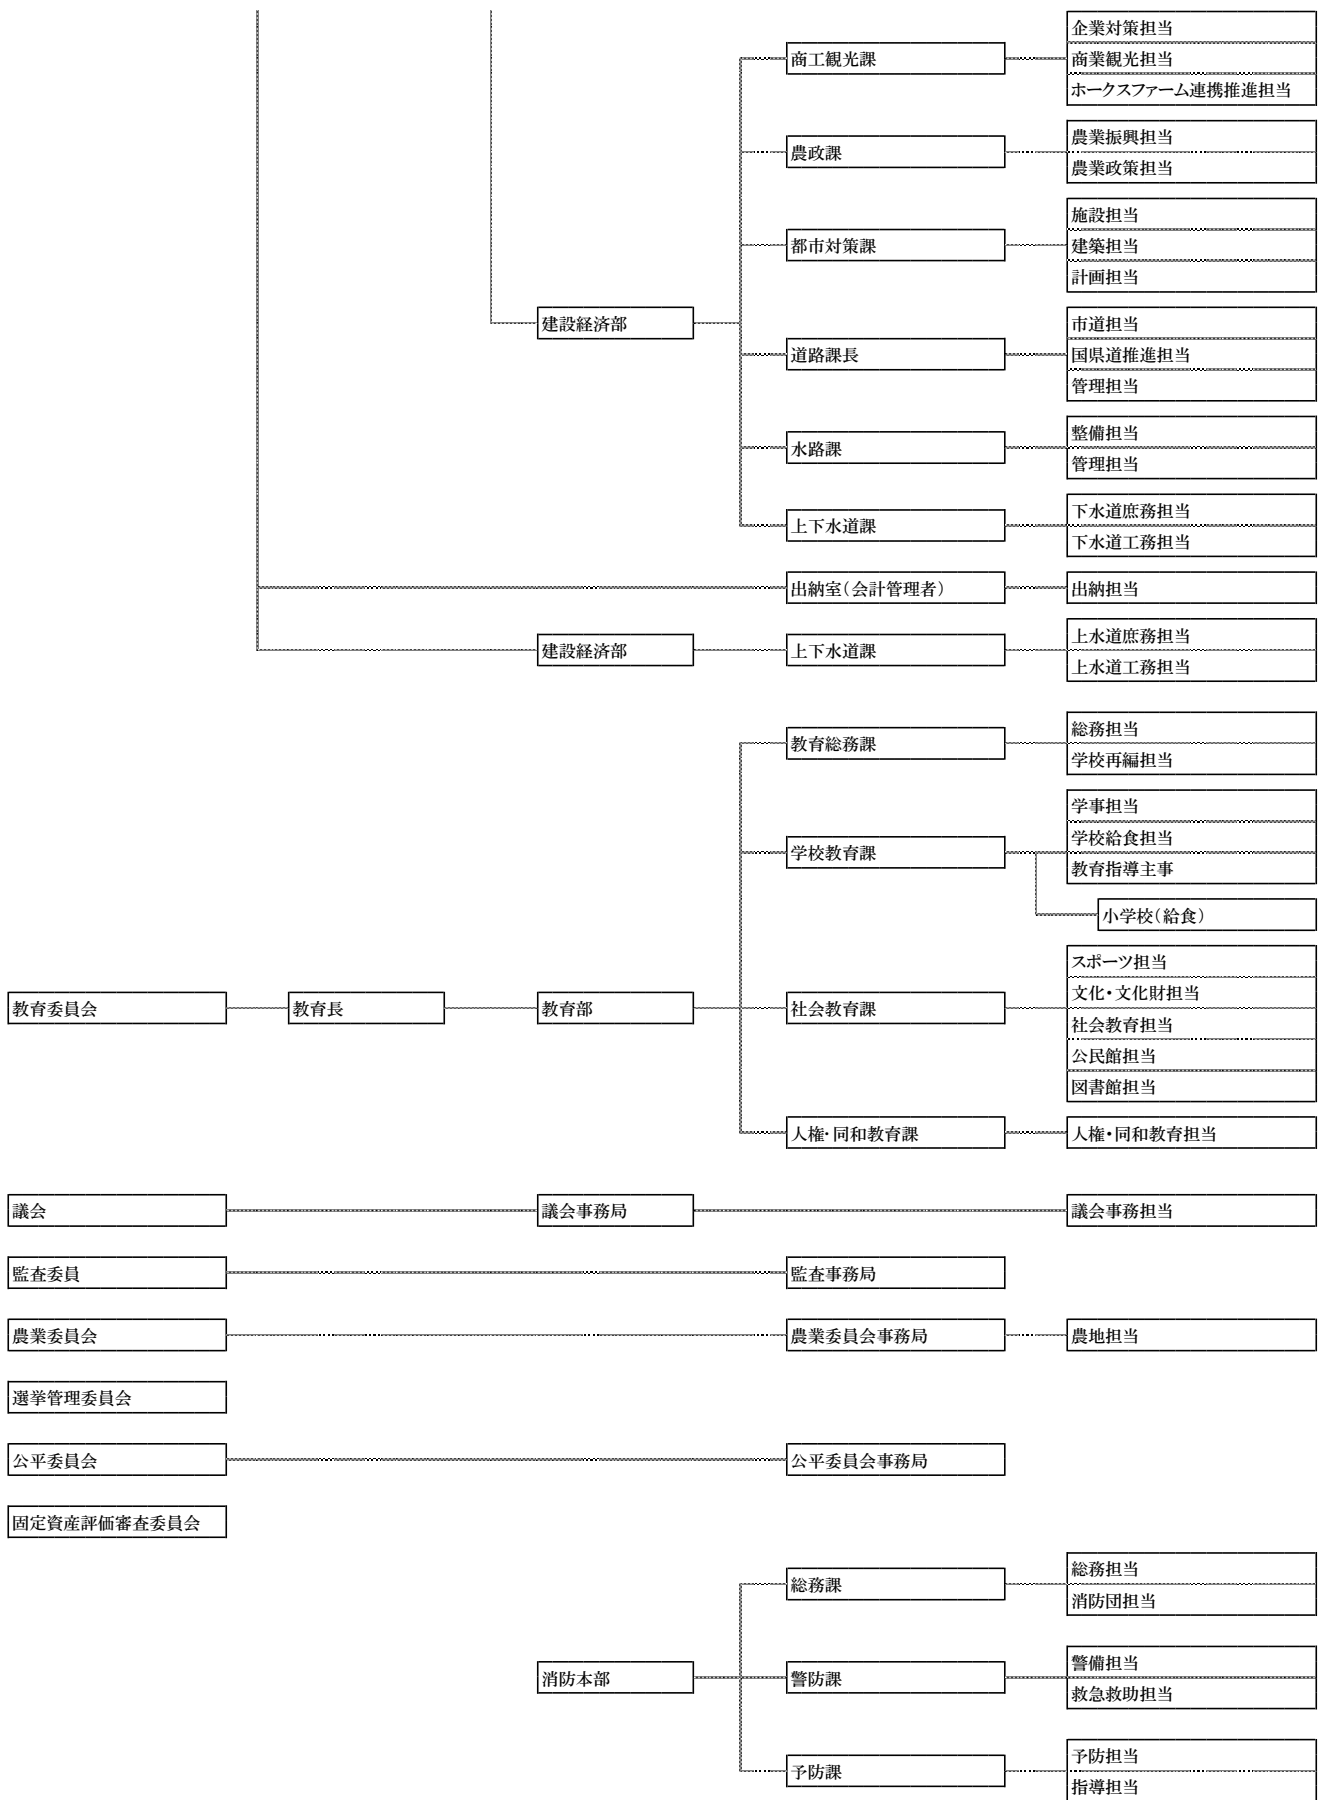 企業対策担当
商工観光課
商業観光担当
ホークスファーム連携推進担当
農業振興担当
農政課
農業政策担当
施設担当
都市対策課
建築担当
計画担当
建設経済部
市道担当
道路課長
国県道推進担当
管理担当
整備担当
水路課
管理担当
下水道庶務担当
上下水道課
下水道工務担当
出納室（会計管理者）
出納担当
建設経済部
上下水道課
上水道庶務担当
上水道工務担当
教育総務課
総務担当
学校再編担当
学事担当
学校教育課
学校給食担当
教育指導主事
小学校（給食）
スポーツ担当
文化・文化財担当
教育委員会
教育長
教育部
社会教育課
社会教育担当
公民館担当
図書館担当
人権・同和教育課
人権・同和教育担当
議会
議会事務局
議会事務担当
監査委員
監査事務局
農業委員会
農業委員会事務局
農地担当
選挙管理委員会
公平委員会
公平委員会事務局
固定資産評価審査委員会
総務課
総務担当
消防団担当
消防本部
警防課
警備担当
救急救助担当
予防課
予防担当
指導担当